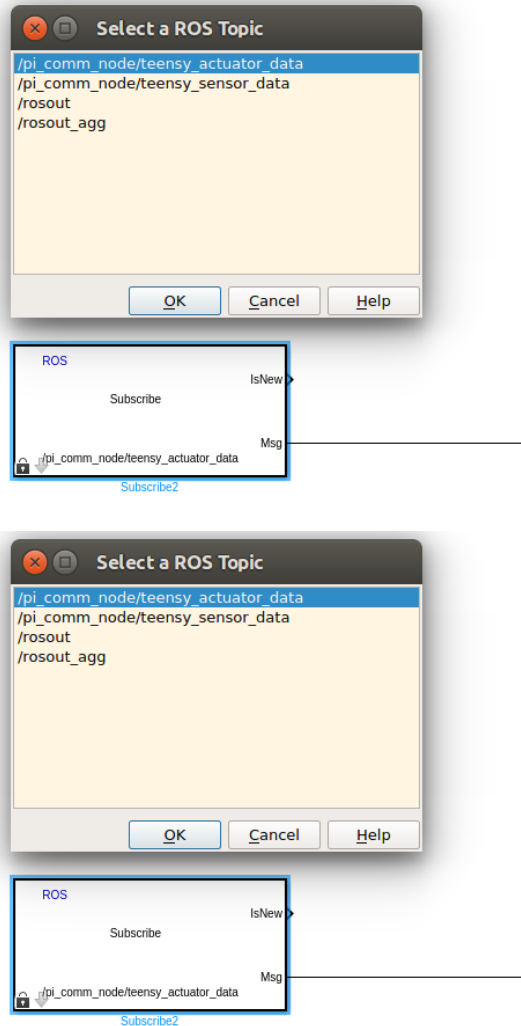 Select a ROS Topic
/pi_comm_node/teensy_actuator_data
/pi_comm_node/teensy_sensor_data
/rosout
/rosout_agg
OK
Cancel
Help
ROS
IsNew
Subscribe
Msg
/pi_comm_node/teensy_actuator_data
Subscribe2
Select a ROS Topic
/pi_comm_node/teensy_actuator_data
/pi_comm_node/teensy_sensor_data
/rosout
/rosout_agg
OK
Cancel
Help
ROS
IsNew
Subscribe
Msg
/pi_comm_node/teensy_actuator_data
Subscribe2